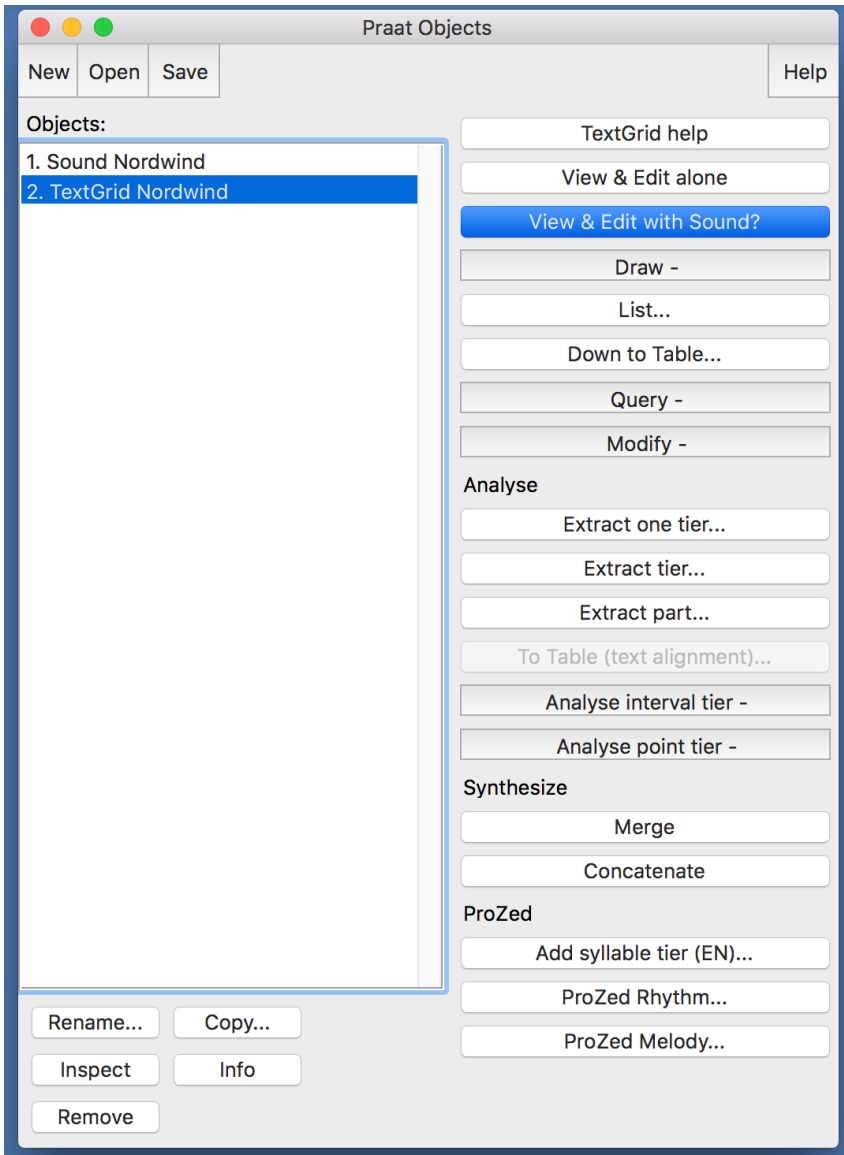 Praat Objects
New Open Save Help
Objects:
1. Sound Nordwind
2. TextGrid Nordwind
TextGrid help
View & Edit alone
View & Edit with Sound?
Draw -
List...
Down to Table...
Query -
Modify -
Analyse
Extract one tier...
Extract tier...
Extract part...
To Table (text alignment)...
Analyse interval tier -
Analyse point tier -
Synthesize
Merge
Concatenate
ProZed
Add syllable tier (EN)...
ProZed Rhythm...
ProZed Melody...
Rename... Copy...
Inspect Info
Remove